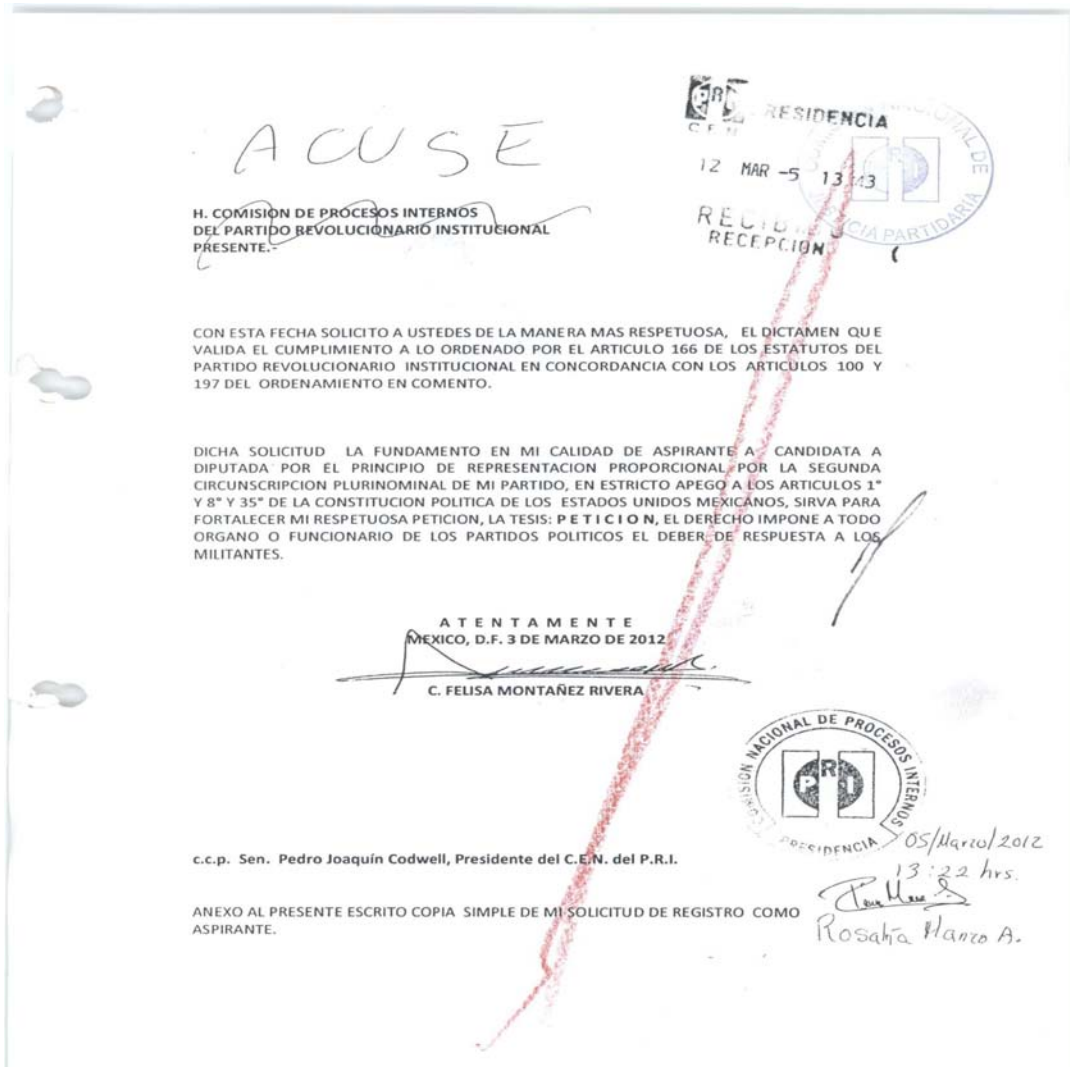 ACUSE
PRI PRESIDENCIA
C.E.N
12 MAR -5 13 43
RECEPCION
NACIONAL DE
JUSTICIA PARTIDARIA
H. COMISION DE PROCESOS INTERNOS
DEL PARTIDO REVOLUCIONARIO INSTITUCIONAL
PRESENTE.-
CON ESTA FECHA SOLICITO A USTEDES DE LA MANERA MAS RESPETUOSA, EL DICTAMEN QUE
VALIDA EL CUMPLIMIENTO A LO ORDENADO POR EL ARTICULO 166 DE LOS ESTATUTOS DEL
PARTIDO REVOLUCIONARIO INSTITUCIONAL EN CONCORDANCIA CON LOS ARTICULOS 100 Y
197 DEL ORDENAMIENTO EN COMENTO.
DICHA SOLICITUD LA FUNDAMENTO EN MI CALIDAD DE ASPIRANTE A CANDIDATA A
DIPUTADA POR EL PRINCIPIO DE REPRESENTACION PROPORCIONAL POR LA SEGUNDA
CIRCUNSCRIPCION PLURINOMINAL DE MI PARTIDO, EN ESTRICTO APEGO A LOS ARTICULOS 1°
Y 8° Y 35° DE LA CONSTITUCION POLITICA DE LOS ESTADOS UNIDOS MEXICANOS, SIRVA PARA
FORTALECER MI RESPETUOSA PETICION, LA TESIS: P E T I C I O N, EL DERECHO IMPONE A TODO
ORGANO O FUNCIONARIO DE LOS PARTIDOS POLITICOS EL DEBER DE RESPUESTA A LOS
MILITANTES.
A T E N T A M E N T E
MEXICO, D.F. 3 DE MARZO DE 2012
C. FELISA MONTAÑEZ RIVERA
COMISION NACIONAL DE PROCESOS INTERNOS
PRI
PRESIDENCIA
05/Marzo/2012
13:22 hrs.
Rosalía Manzo A.
c.c.p. Sen. Pedro Joaquín Codwell, Presidente del C.E.N. del P.R.I.
ANEXO AL PRESENTE ESCRITO COPIA SIMPLE DE MI SOLICITUD DE REGISTRO COMO
ASPIRANTE.